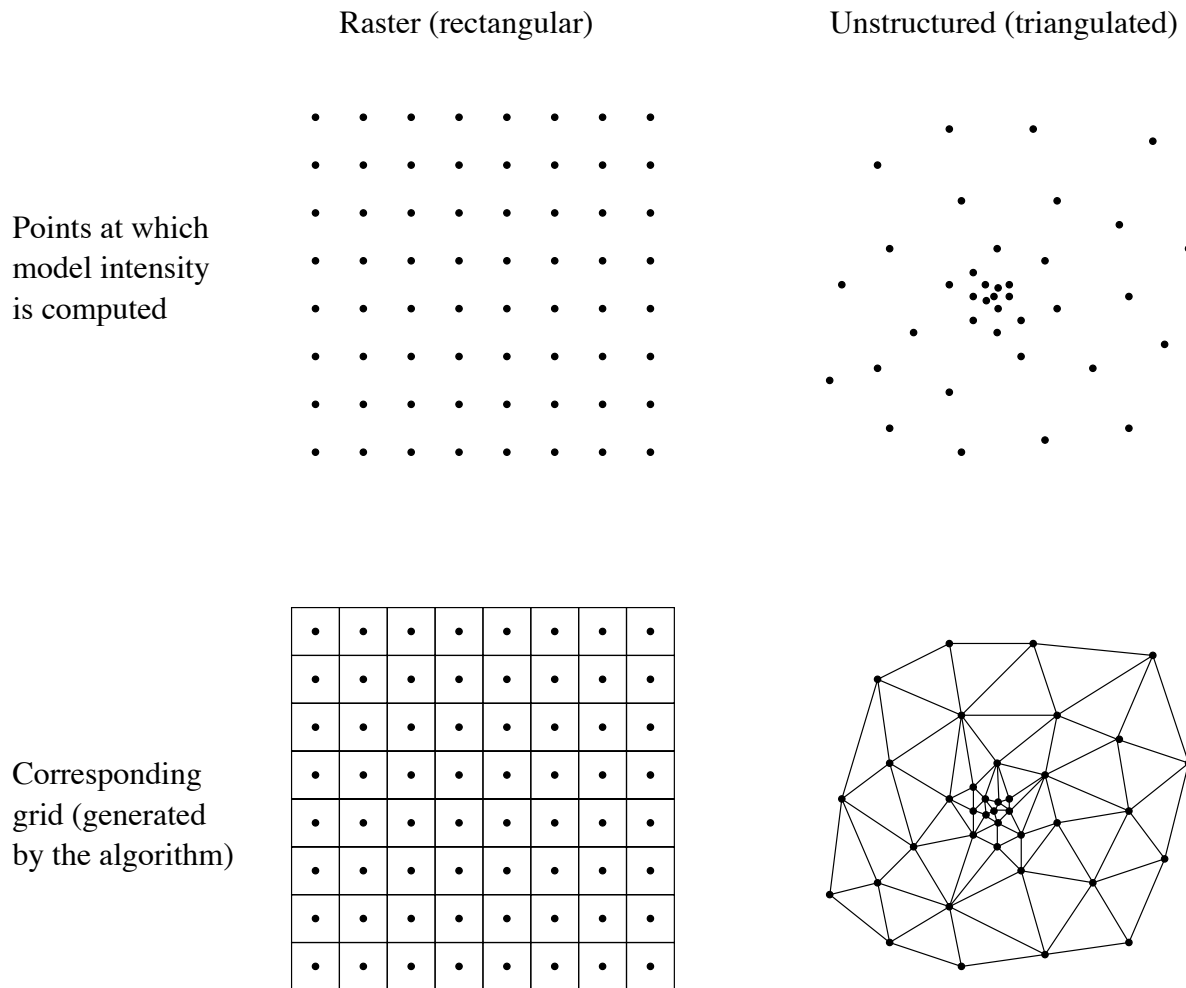 Raster (rectangular)
Unstructured (triangulated)
Points at which
model intensity
is computed
Corresponding
grid (generated
by the algorithm)